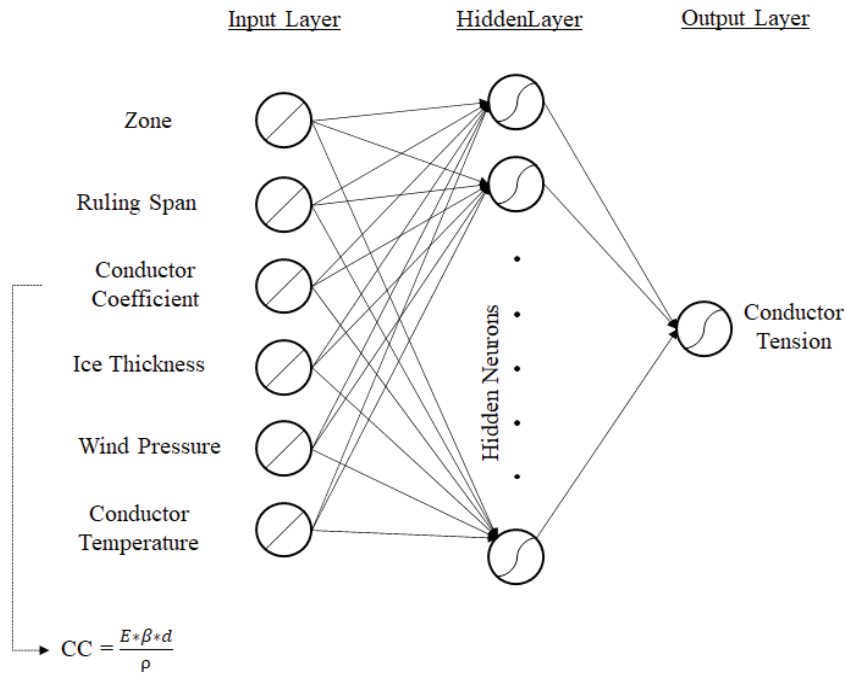 Input Layer
HiddenLayer
Output Layer
Zone
Ruling Span
Conductor
Coefficient
Ice Thickness
Wind Pressure
Conductor
Temperature
Hidden Neurons
Conductor
Tension
CC = E*β*d / ρ